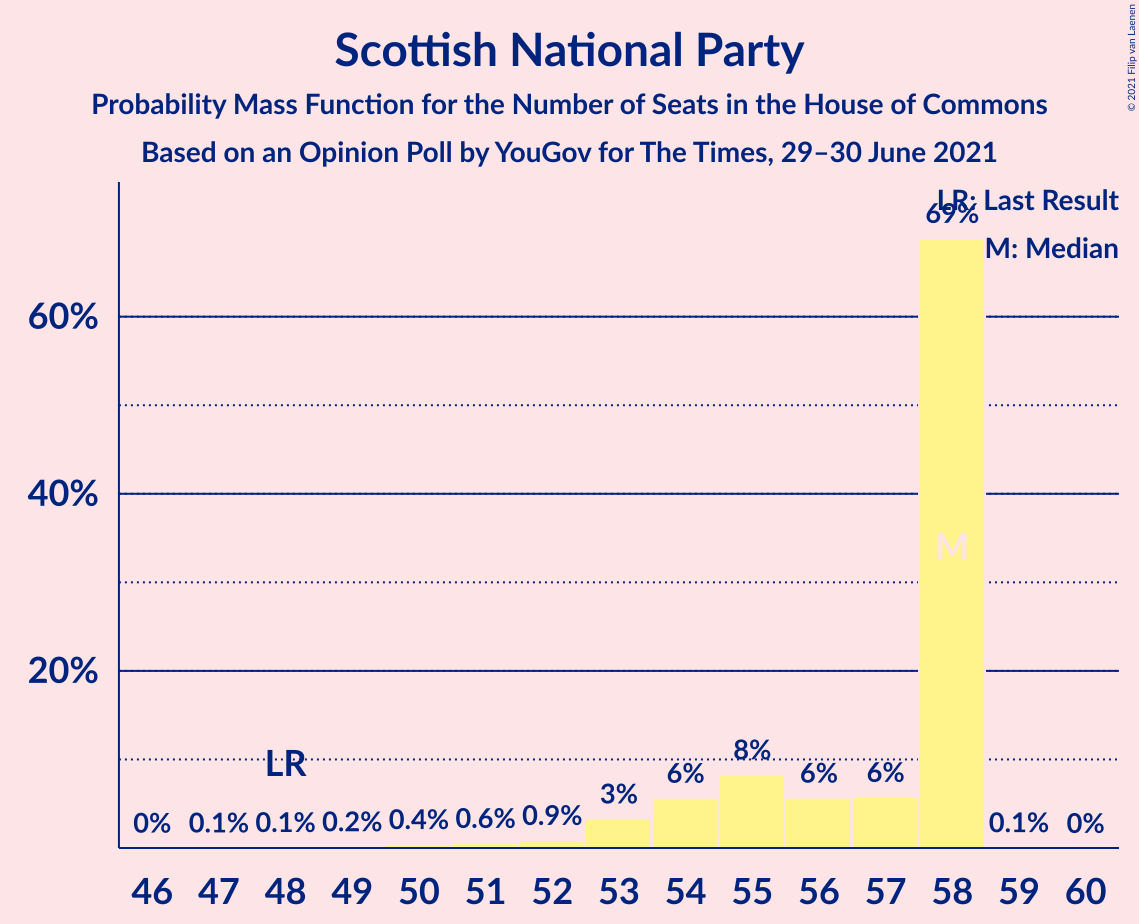 Scottish National Party
Probability Mass Function for the Number of Seats in the House of Commons
Based on an Opinion Poll by YouGov for The Times, 29–30 June 2021
© 2021 Filip van Laenen
LR: Last Result
M: Median
69%
60%
40%
20%
M
LR
0% 0.1% 0.1% 0.2% 0.4% 0.6% 0.9% 3% 6% 8% 6% 6% 0.1% 0%
46 47 48 49 50 51 52 53 54 55 56 57 58 59 60